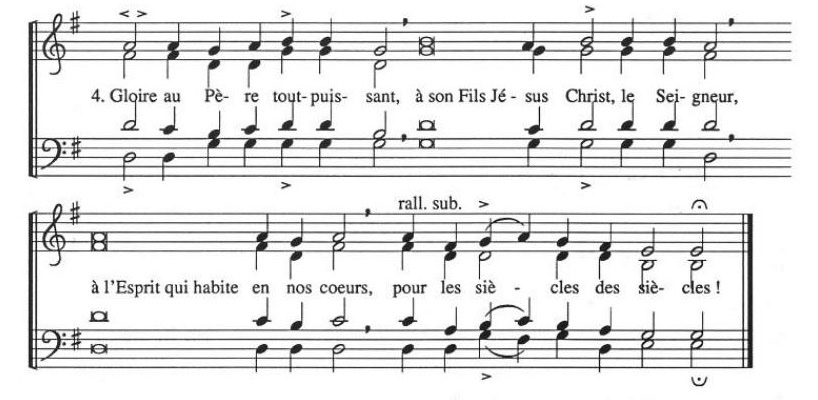 4. Gloire au Pè- re tout-puis- sant, à son Fils Jé - sus Christ, le Sei- gneur,
rall. sub.
à l'Esprit qui habite en nos coeurs, pour les siè - cles des siè- cles !